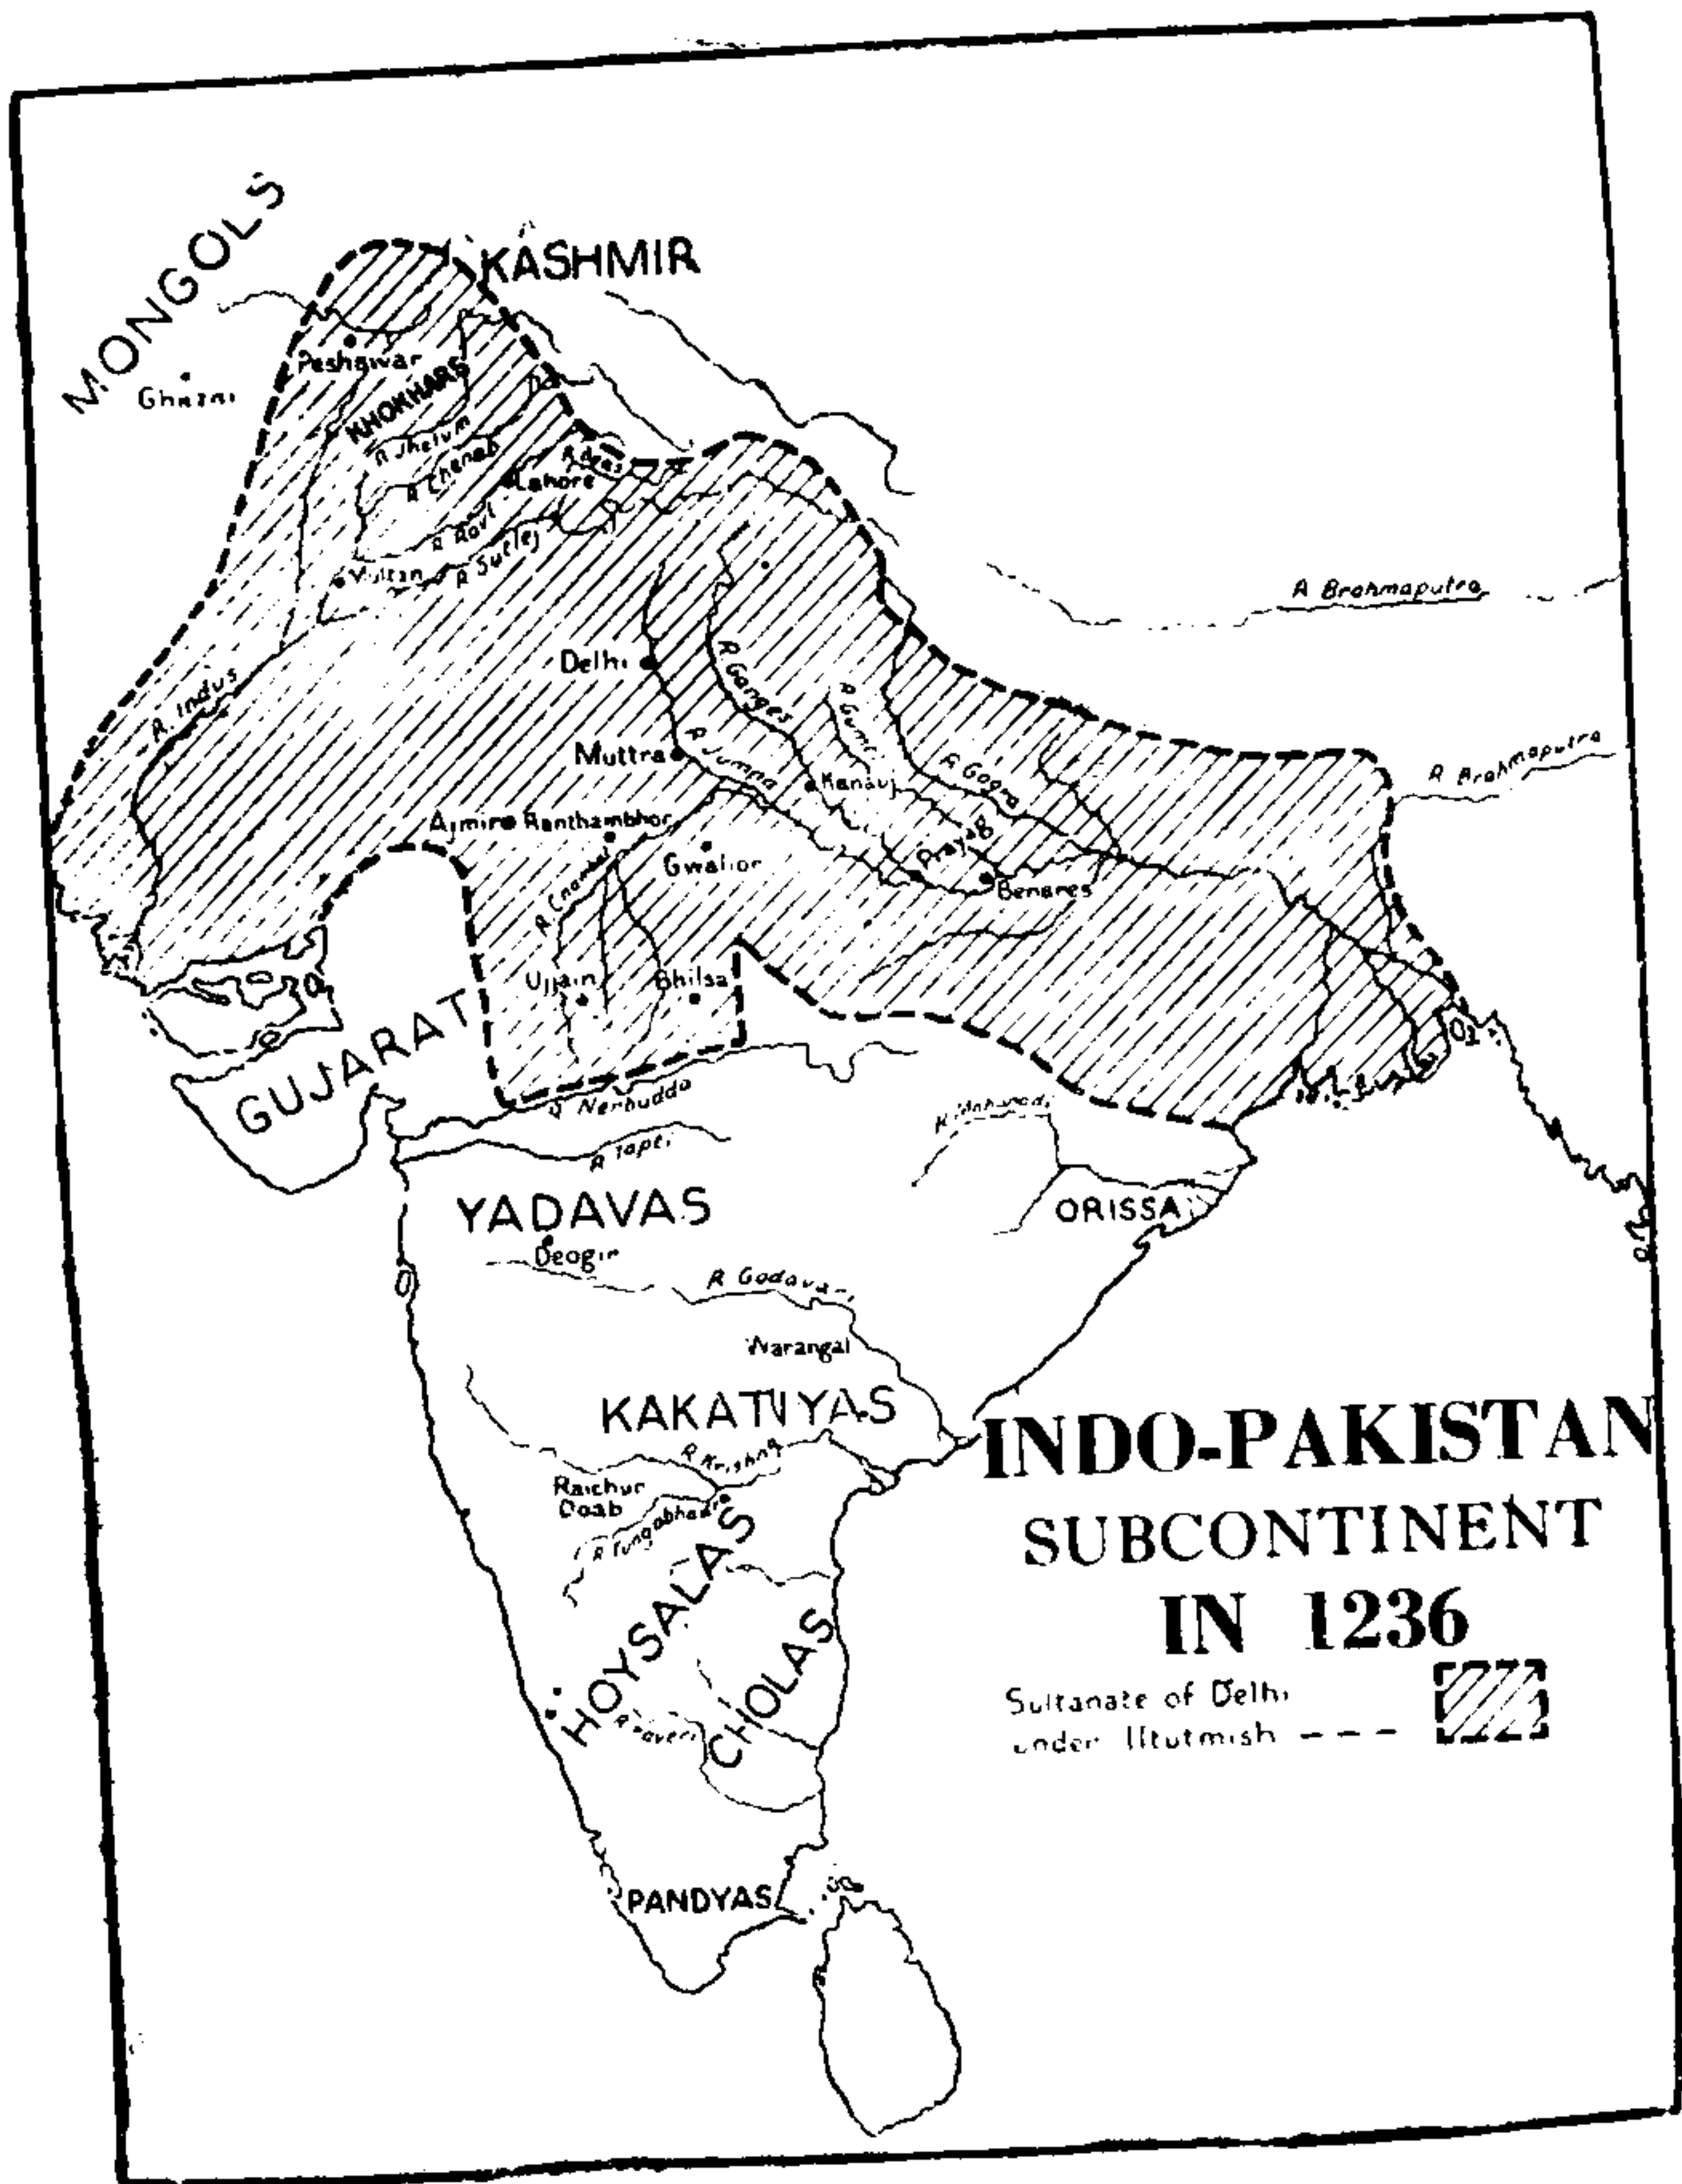 MONGOLS
KASHMIR
Peshawar
Ghazni
KHOKHARS
R Jhelum
R Chenab
R Beas
Lahore
R Ravi
R Sutlej
Multan
R Brahmaputra
Delhi
R. Indus
R Ganges
R Gumti
Muttra
R Jumna
Kanauj
R Gogra
R Brahmaputra
Ajmir
Ranthambhor
Gwalior
Prayag
Benares
R Chambal
Ujjain
Bhilsa
GUJARAT
R Nerbudda
R Tapti
R Mahanadi
YADAVAS
ORISSA
Deogir
R Godavari
Warangal
KAKATIYAS
R Krishna
Raichur
Doab
R Tungabhadra
HOYSALAS
CHOLAS
R Kaveri
PANDYAS
INDO-PAKISTAN
SUBCONTINENT
IN 1236
Sultanate of Delhi
under Iltutmish